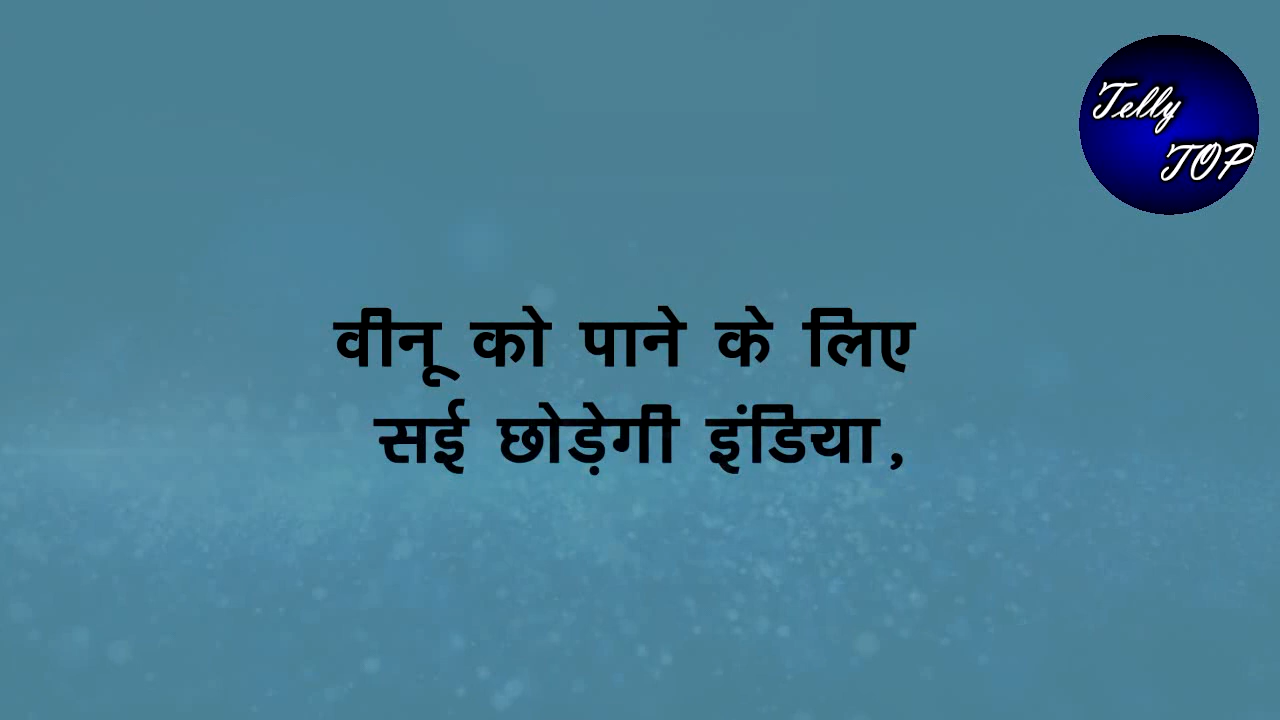 Telly
TOP
वीनू को पाने के लिए
सई छोड़ेगी इंडिया,